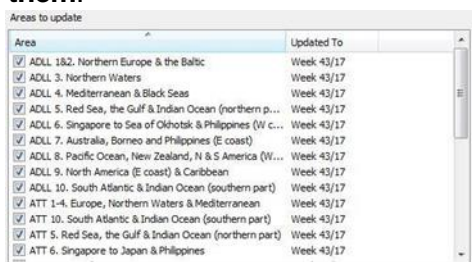 them.
Areas to update
Area Updated To
ADLL 1&2. Northern Europe & the Baltic Week 43/17
ADLL 3. Northern Waters Week 43/17
ADLL 4. Mediterranean & Black Seas Week 43/17
ADLL 5. Red Sea, the Gulf & Indian Ocean (northern p... Week 43/17
ADLL 6. Singapore to Sea of Okhotsk & Philippines (W c... Week 43/17
ADLL 7. Australia, Borneo and Philippines (E coast) Week 43/17
ADLL 8. Pacific Ocean, New Zealand, N & S America (W... Week 43/17
ADLL 9. North America (E coast) & Caribbean Week 43/17
ADLL 10. South Atlantic & Indian Ocean (southern part) Week 43/17
ATT 1-4. Europe, Northern Waters & Mediterranean Week 43/17
ATT 10. South Atlantic & Indian Ocean (southern part) Week 43/17
ATT 5. Red Sea, the Gulf & Indian Ocean (northern part) Week 43/17
ATT 6. Singapore to Japan & Philippines Week 43/17